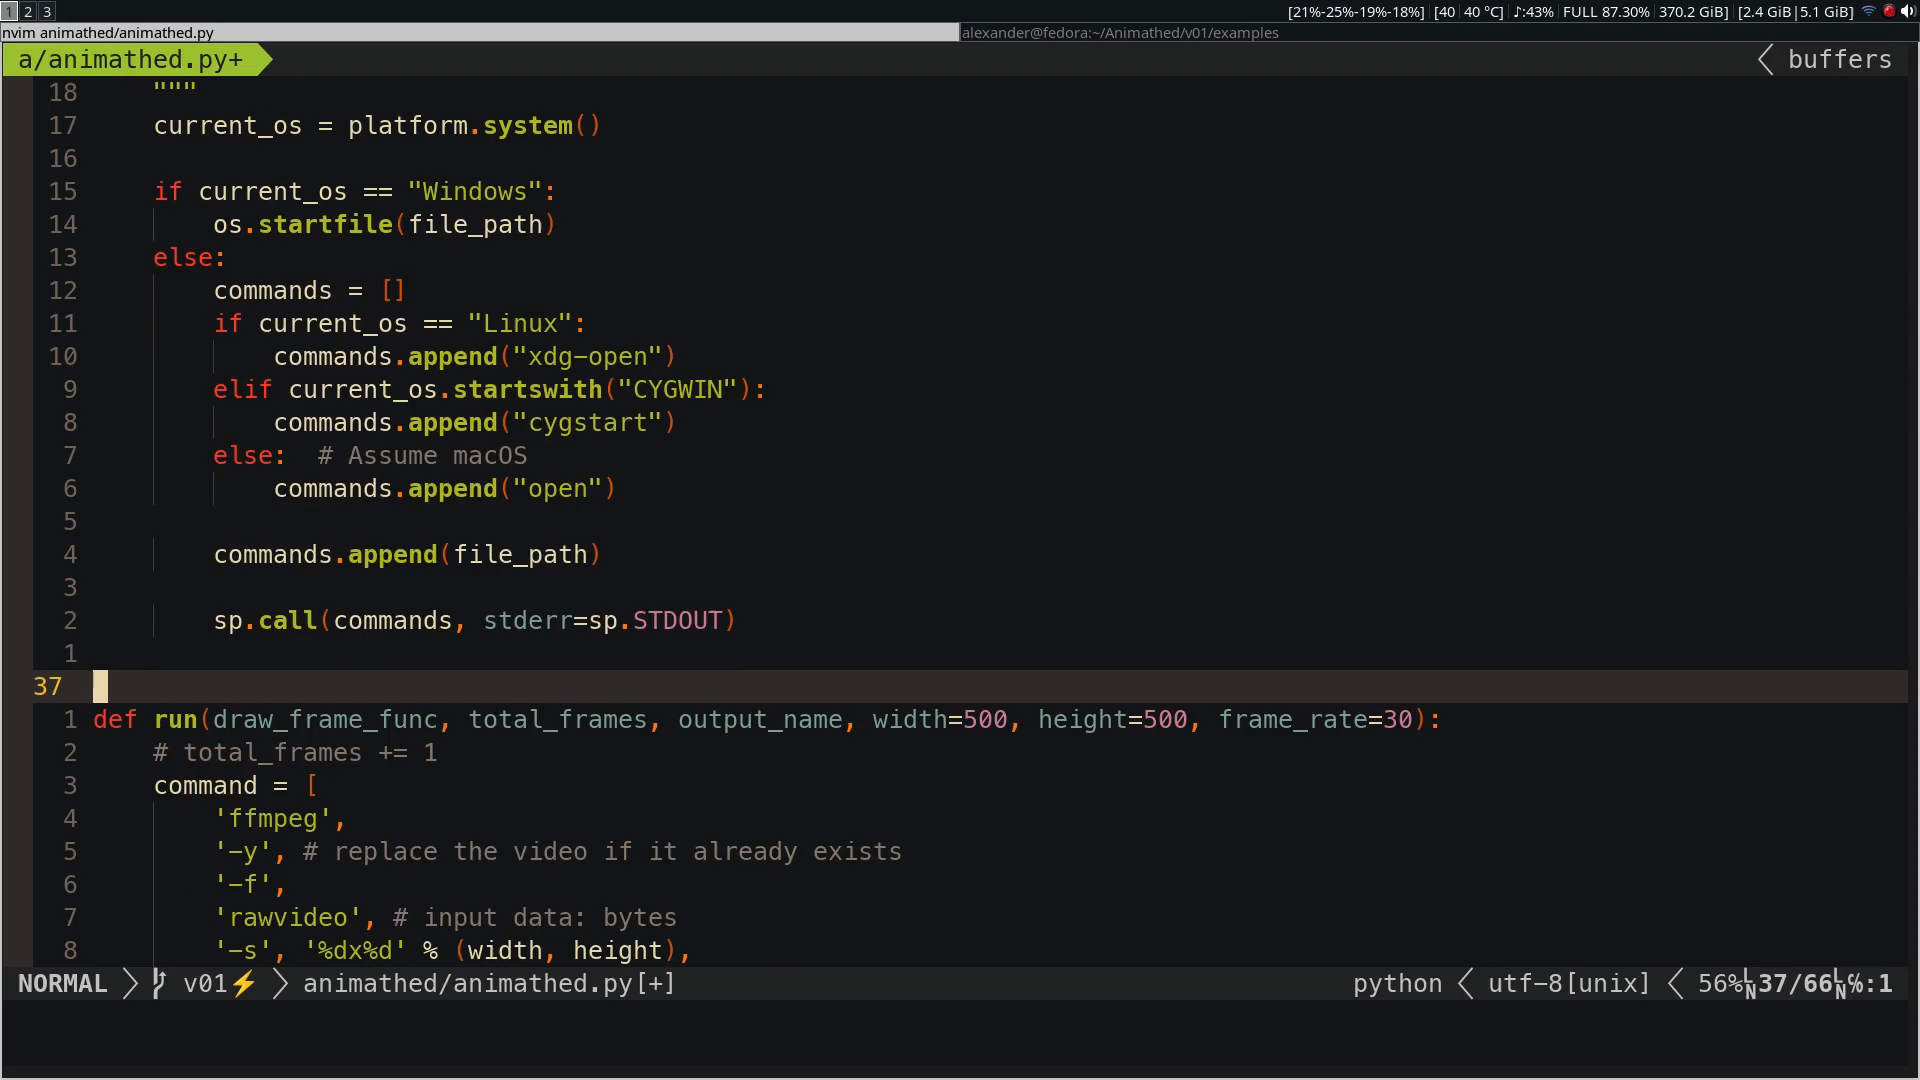 1 2 3 [21%-25%-19%-18%] [40 40 °C] ♪:43% FULL 87.30% 370.2 GiB] [2.4 GiB|5.1 GiB]
nvim animathed/animathed.py alexander@fedora:~/Animathed/v01/examples
a/animathed.py+ buffers
18 """
17 current_os = platform.system()
16
15 if current_os == "Windows":
14 os.startfile(file_path)
13 else:
12 commands = []
11 if current_os == "Linux":
10 commands.append("xdg-open")
9 elif current_os.startswith("CYGWIN"):
8 commands.append("cygstart")
7 else:  # Assume macOS
6 commands.append("open")
5
4 commands.append(file_path)
3
2 sp.call(commands, stderr=sp.STDOUT)
1
37
1 def run(draw_frame_func, total_frames, output_name, width=500, height=500, frame_rate=30):
2 # total_frames += 1
3 command = [
4 'ffmpeg',
5 '-y', # replace the video if it already exists
6 '-f',
7 'rawvideo', # input data: bytes
8 '-s', '%dx%d' % (width, height),
NORMAL v01⚡ animathed/animathed.py[+] python utf-8[unix] 56%␤37/66␤℅:1